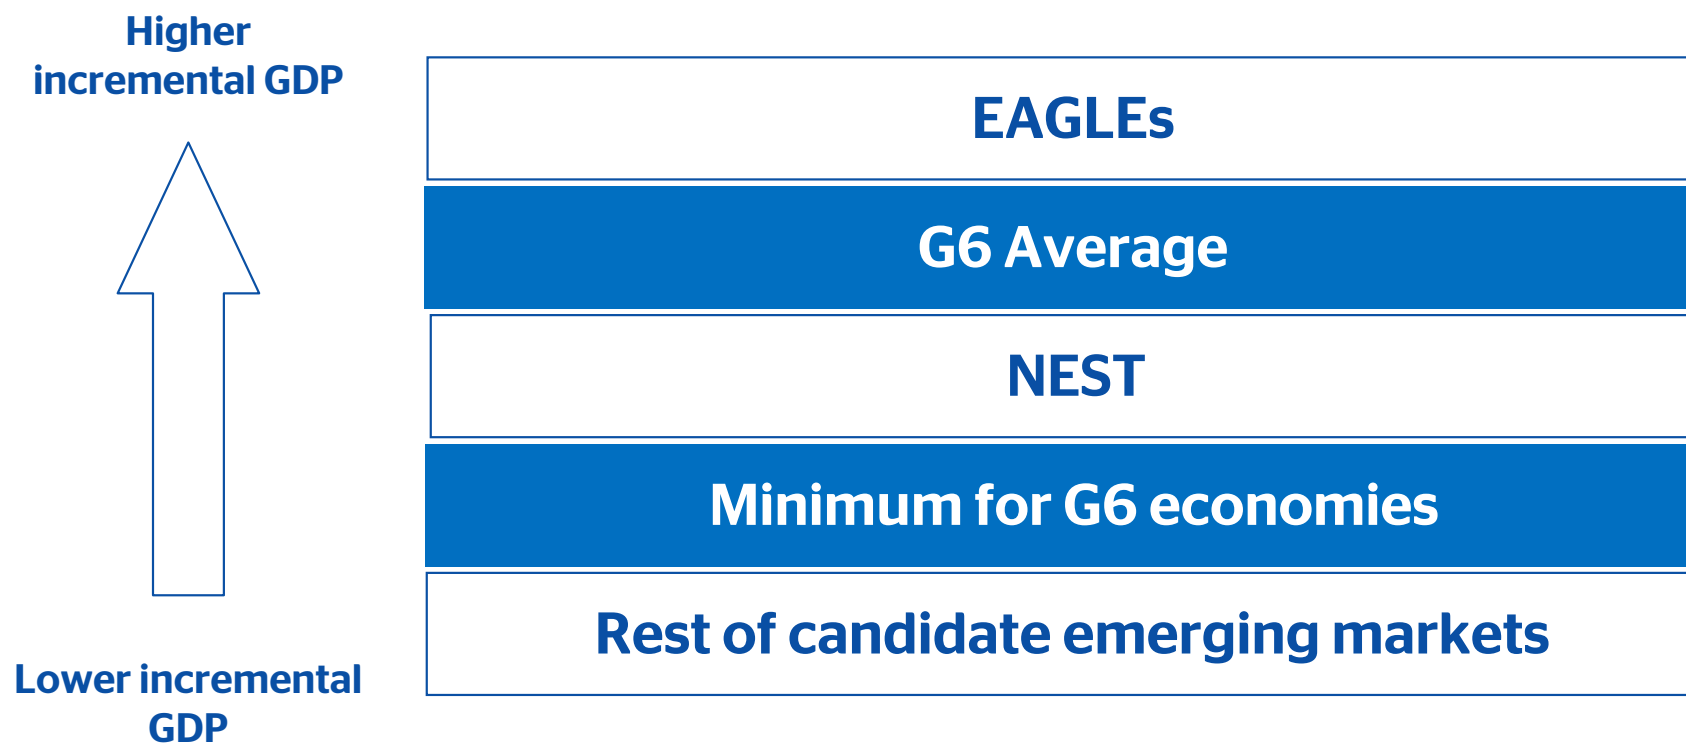 Higher
incremental GDP
EAGLEs
G6 Average
NEST
Minimum for G6 economies
Rest of candidate emerging markets
Lower incremental
GDP